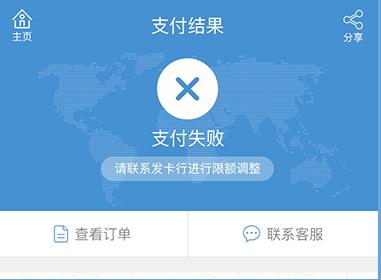 支付结果
主页
分享
支付失败
请联系发卡行进行限额调整
查看订单
联系客服